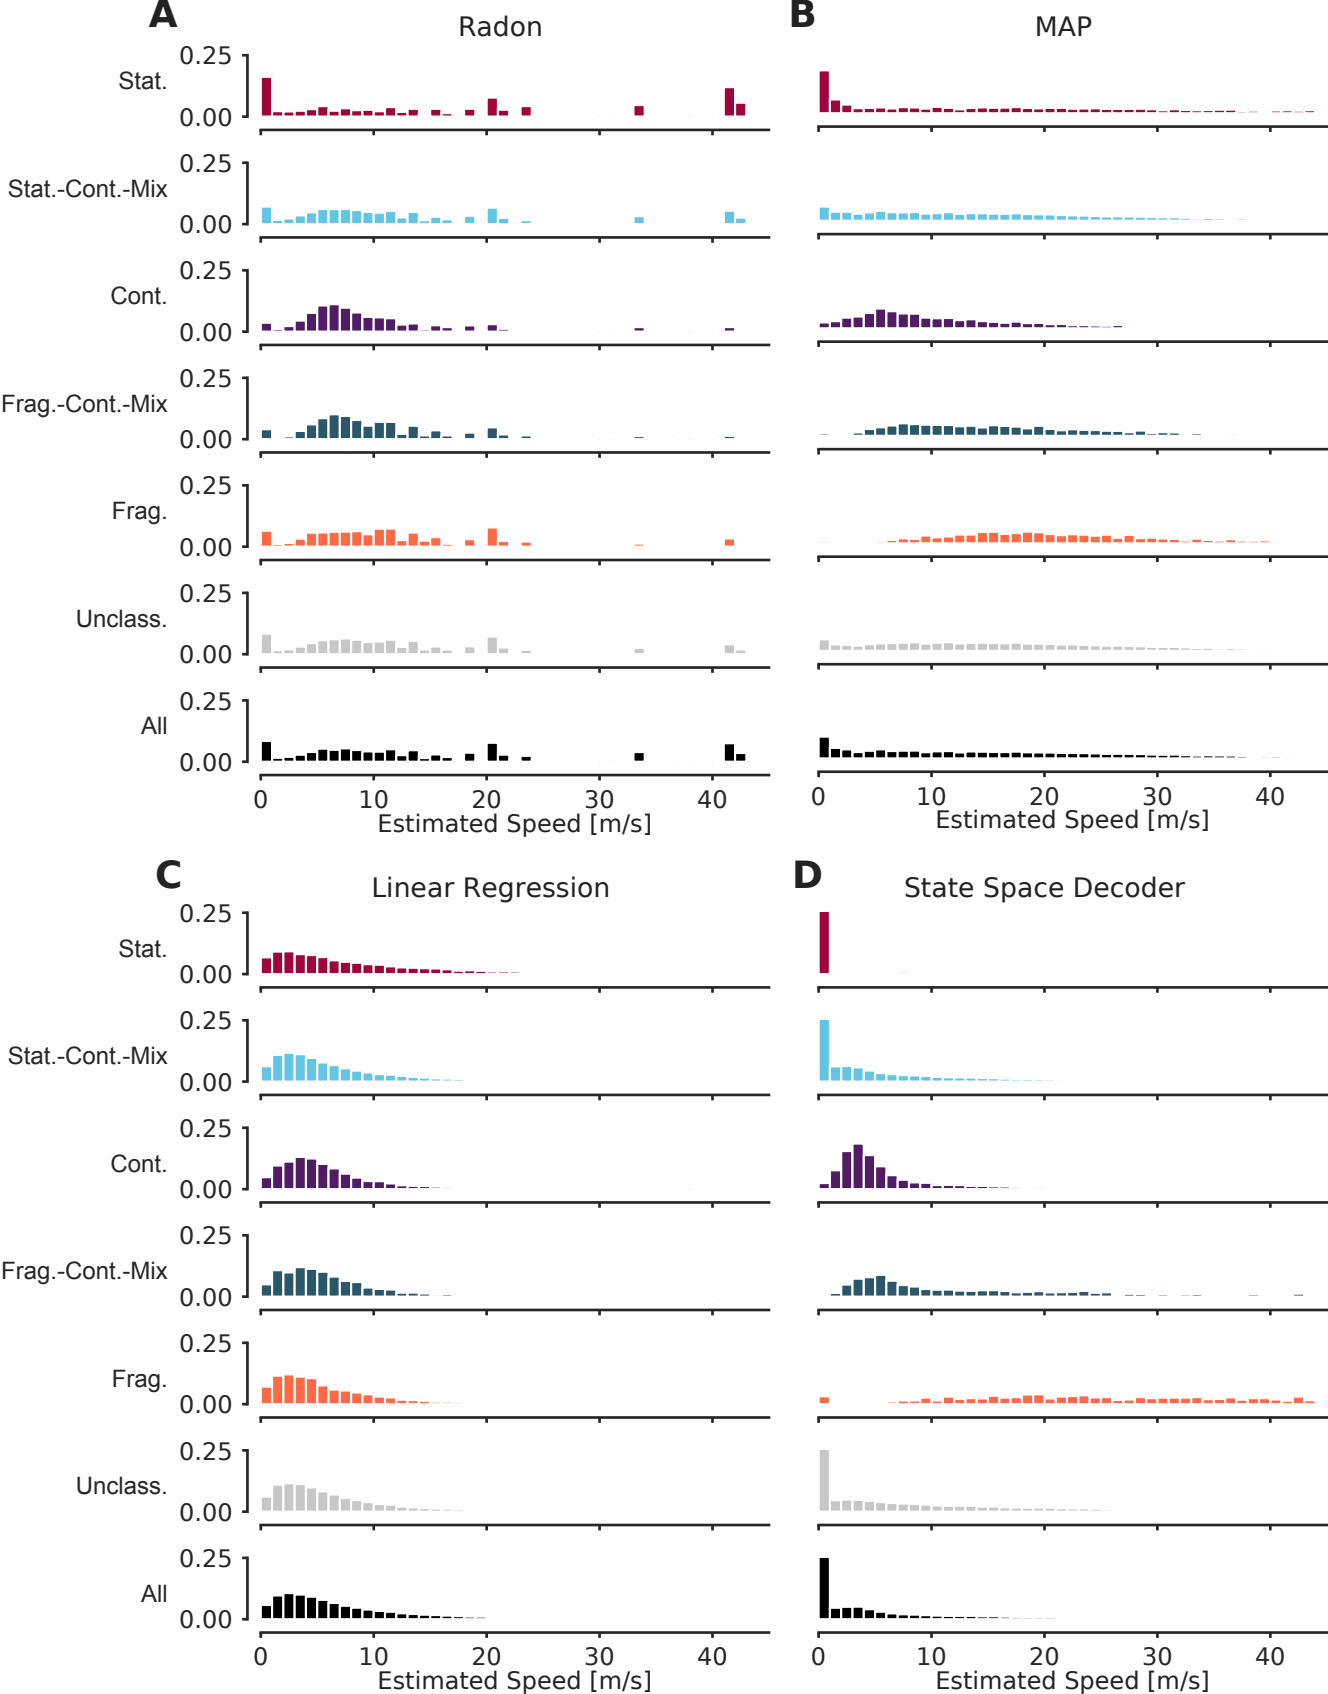 A
Radon
B
MAP
Stat.
0.25
0.00
Stat.-Cont.-Mix
0.25
0.00
Cont.
0.25
0.00
Frag.-Cont.-Mix
0.25
0.00
Frag.
0.25
0.00
Unclass.
0.25
0.00
All
0.25
0.00
0 10 20 30 40
Estimated Speed [m/s]
0 10 20 30 40
Estimated Speed [m/s]
C
Linear Regression
D
State Space Decoder
Stat.
0.25
0.00
Stat.-Cont.-Mix
0.25
0.00
Cont.
0.25
0.00
Frag.-Cont.-Mix
0.25
0.00
Frag.
0.25
0.00
Unclass.
0.25
0.00
All
0.25
0.00
0 10 20 30 40
Estimated Speed [m/s]
0 10 20 30 40
Estimated Speed [m/s]